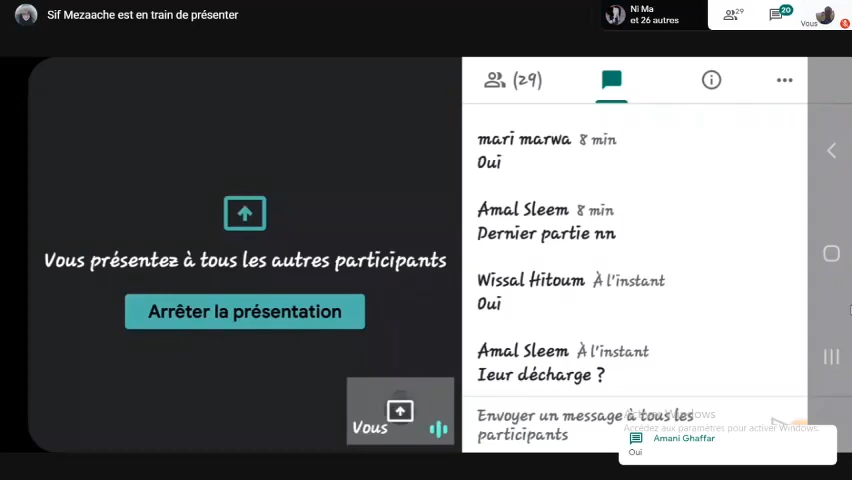 Sif Mezaache est en train de présenter
Ni Ma
et 26 autres
29
20
Vous
(29)
mari marwa 8 min
Oui
Amal Sleem 8 min
Dernier partie nn
Wissal Hitoum À l'instant
Oui
Amal Sleem À l'instant
Ieur décharge ?
Envoyer un message à tous les
participants
Vous présentez à tous les autres participants
Arrêter la présentation
Vous
Activer Windows
Accédez aux paramètres pour activer Windows.
Amani Ghaffar
Oui